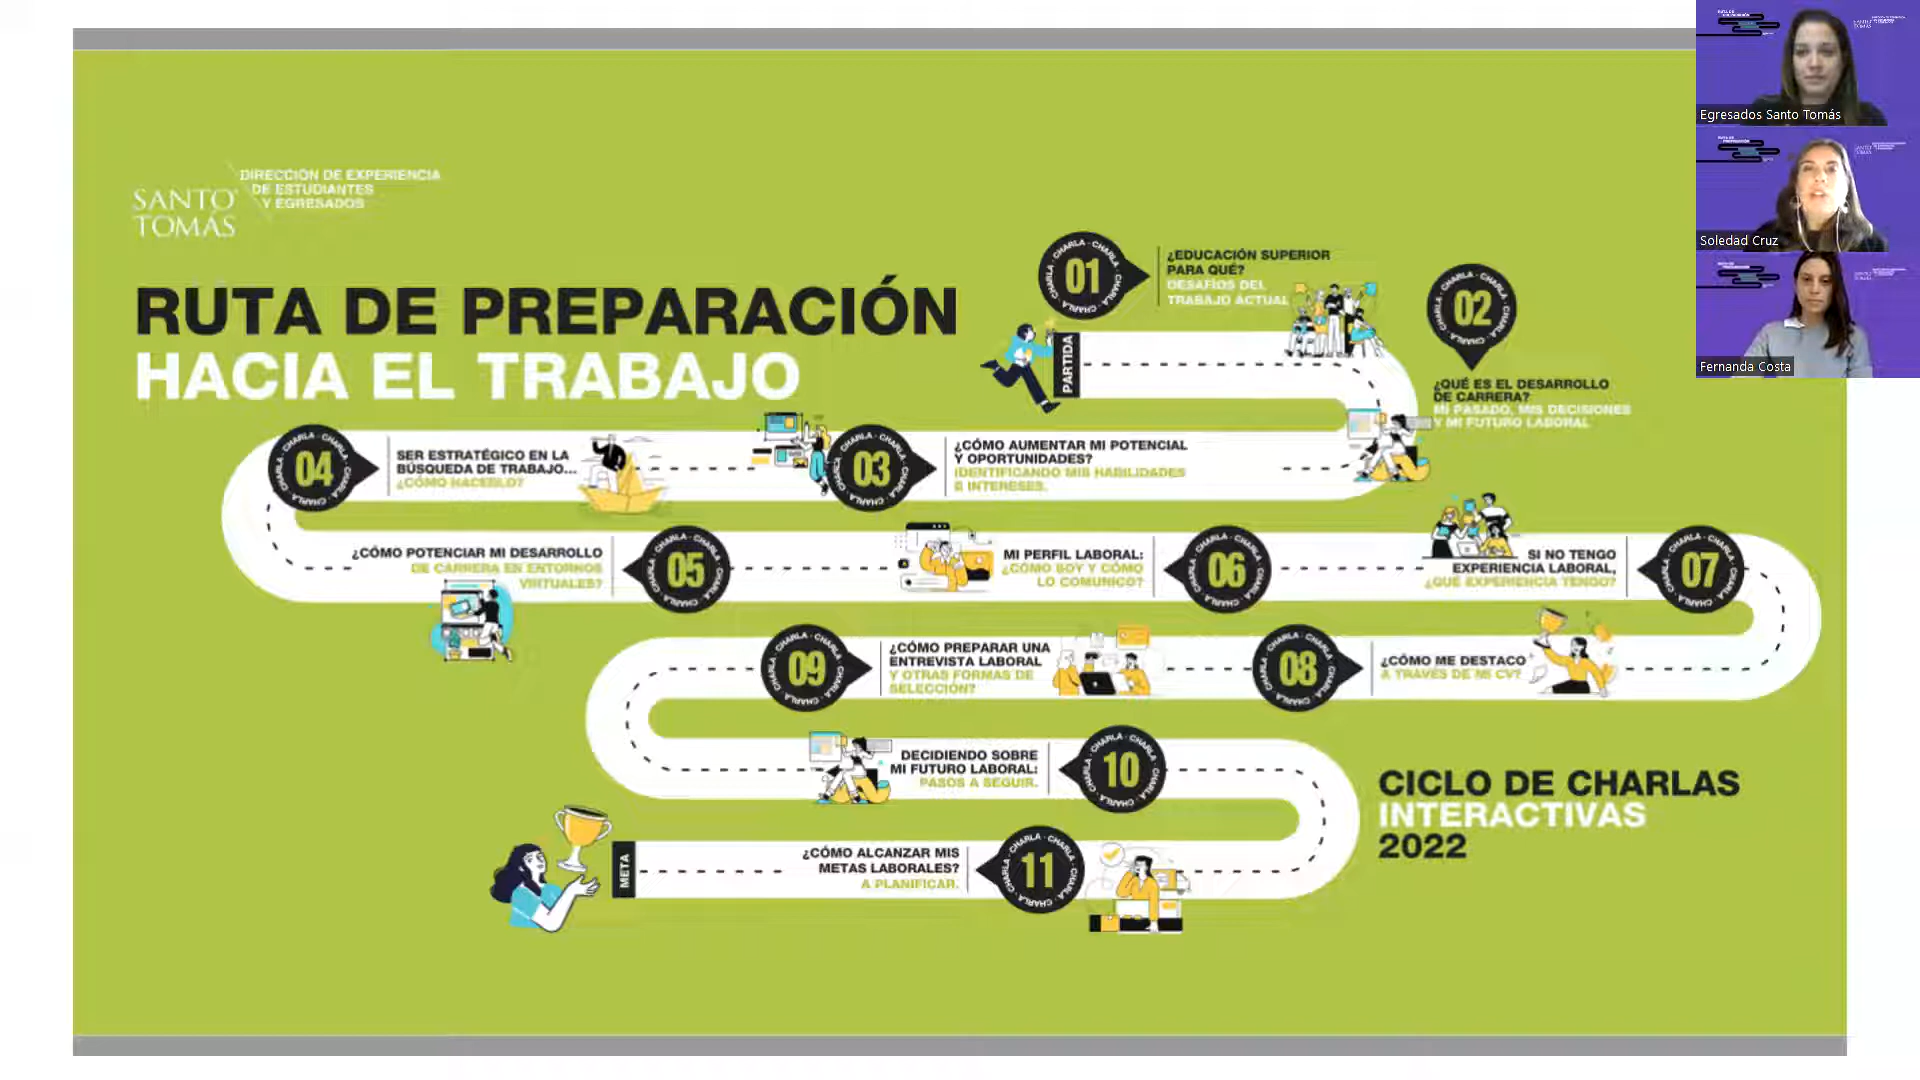 SANTO TOMÁS
DIRECCIÓN DE EXPERIENCIA
DE ESTUDIANTES
Y EGRESADOS
RUTA DE PREPARACIÓN
HACIA EL TRABAJO
PARTIDA
CHARLA · CHARLA · CHARLA
01
¿EDUCACIÓN SUPERIOR
PARA QUÉ?
DESAFÍOS DEL
TRABAJO ACTUAL
02
¿QUÉ ES EL DESARROLLO
DE CARRERA?
MI PASADO, MIS DECISIONES
Y MI FUTURO LABORAL
03
¿CÓMO AUMENTAR MI POTENCIAL
Y OPORTUNIDADES?
IDENTIFICANDO MIS HABILIDADES
E INTERESES.
04
SER ESTRATÉGICO EN LA
BÚSQUEDA DE TRABAJO...
¿CÓMO HACERLO?
05
¿CÓMO POTENCIAR MI DESARROLLO
DE CARRERA EN ENTORNOS
VIRTUALES?
06
MI PERFIL LABORAL:
¿CÓMO SOY Y CÓMO
LO COMUNICO?
07
SI NO TENGO
EXPERIENCIA LABORAL,
¿QUÉ EXPERIENCIA TENGO?
08
¿CÓMO ME DESTACO
A TRAVÉS DE MI CV?
09
¿CÓMO PREPARAR UNA
ENTREVISTA LABORAL
Y OTRAS FORMAS DE
SELECCIÓN?
10
DECIDIENDO SOBRE
MI FUTURO LABORAL:
PASOS A SEGUIR.
11
¿CÓMO ALCANZAR MIS
METAS LABORALES?
A PLANIFICAR.
META
CICLO DE CHARLAS
INTERACTIVAS
2022
Egresados Santo Tomás
Soledad Cruz
Fernanda Costa